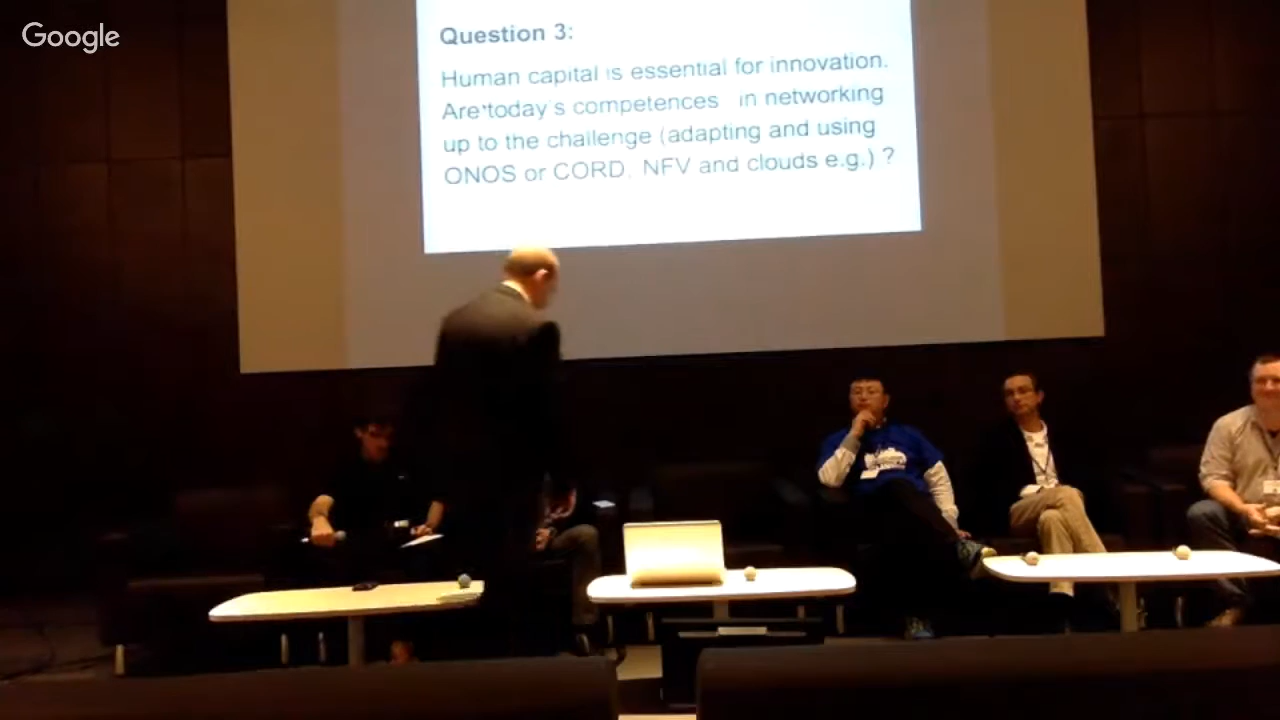 Google
Question 3:
Human capital is essential for innovation.
Are today's competences in networking
up to the challenge (adapting and using
ONOS or CORD, NFV and clouds e.g.) ?